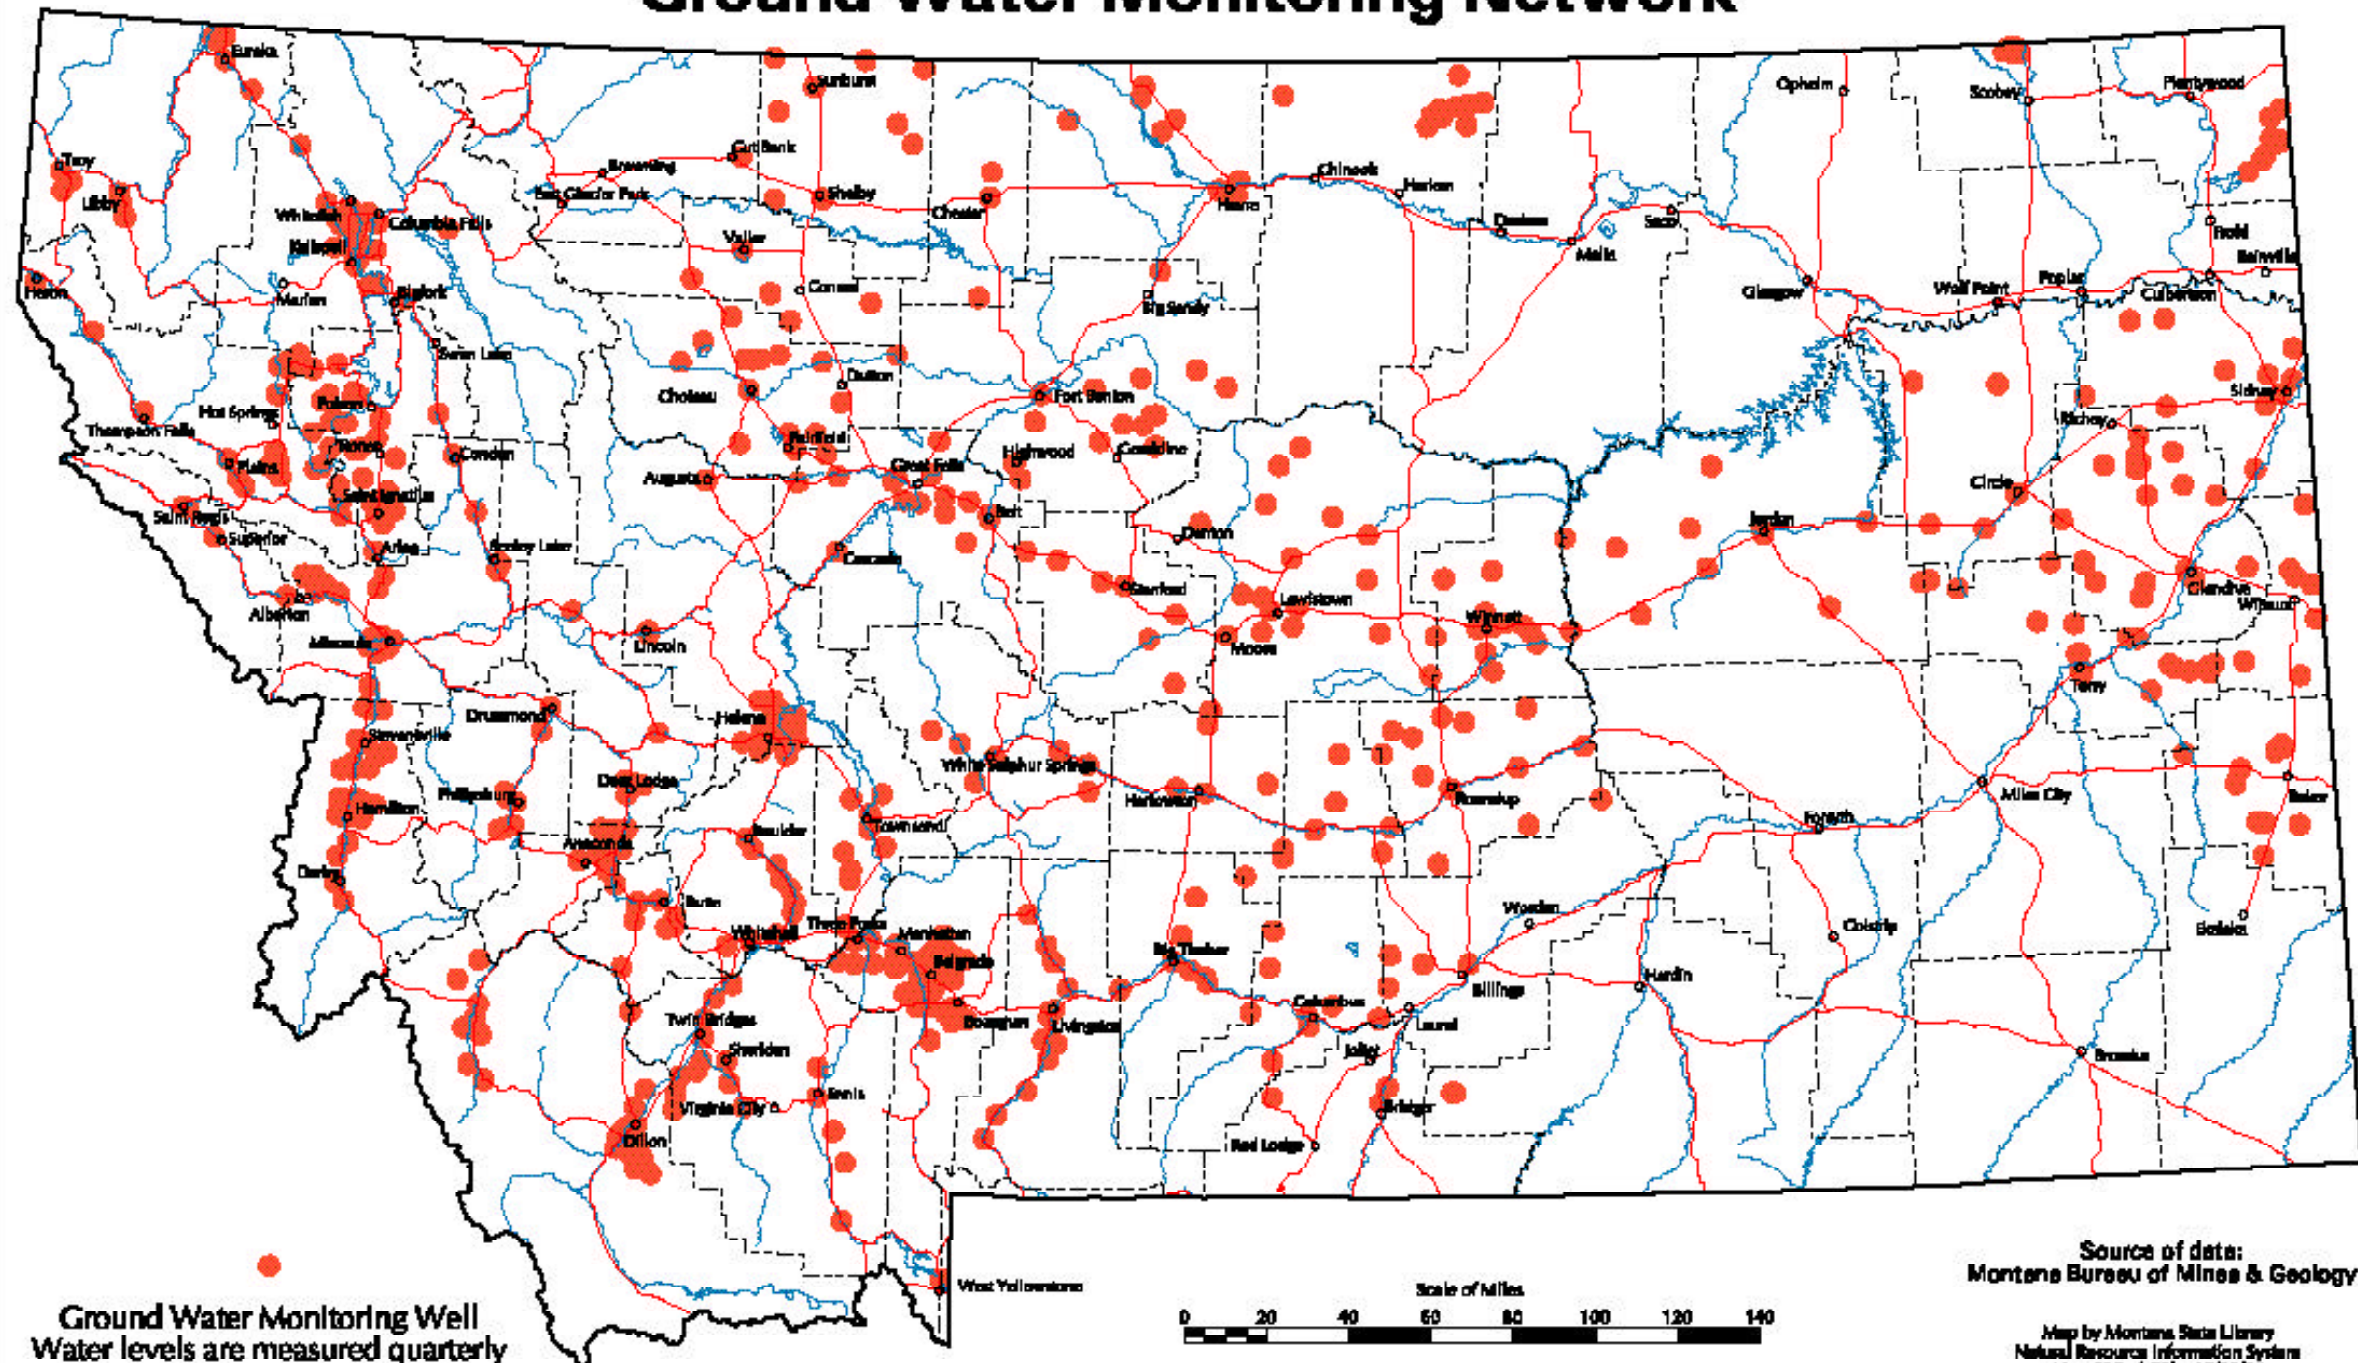 Ground Water Monitoring Network
Eureka
Sunburst
Opheim
Scobey
Plentywood
Troy
Cut Bank
Browning
Libby
East Glacier Park
Shelby
Chinook
Harlem
Whitefish
Columbia Falls
Chester
Havre
Dodson
Saco
Malta
Froid
Kalispell
Valier
Bainville
Heron
Marion
Bigfork
Conrad
Big Sandy
Glasgow
Wolf Point
Poplar
Culbertson
Swan Lake
Dutton
Choteau
Fort Benton
Sidney
Hot Springs
Polson
Richey
Thompson Falls
Ronan
Fairfield
Highwood
Geraldine
Plains
Condon
Augusta
Great Falls
Circle
Saint Ignatius
Saint Regis
Belt
Jordan
Superior
Arlee
Seeley Lake
Cascade
Denton
Stanford
Glendive
Wibaux
Alberton
Lewistown
Winnett
Missoula
Lincoln
Moore
Terry
Drummond
Helena
Stevensville
White Sulphur Springs
Deer Lodge
Philipsburg
Hamilton
Harlowton
Roundup
Miles City
Baker
Townsend
Boulder
Forsyth
Anaconda
Darby
Butte
Worden
Colstrip
Ekalaka
Whitehall
Three Forks
Manhattan
Belgrade
Big Timber
Hardin
Billings
Columbus
Bozeman
Livingston
Laurel
Twin Bridges
Sheridan
Joliet
Broadus
Virginia City
Ennis
Bridger
Dillon
Red Lodge
West Yellowstone
Source of data:
Montana Bureau of Mines & Geology
Scale of Miles
0 20 40 60 80 100 120 140
Ground Water Monitoring Well
Water levels are measured quarterly
Map by Montana State Library
Natural Resource Information System